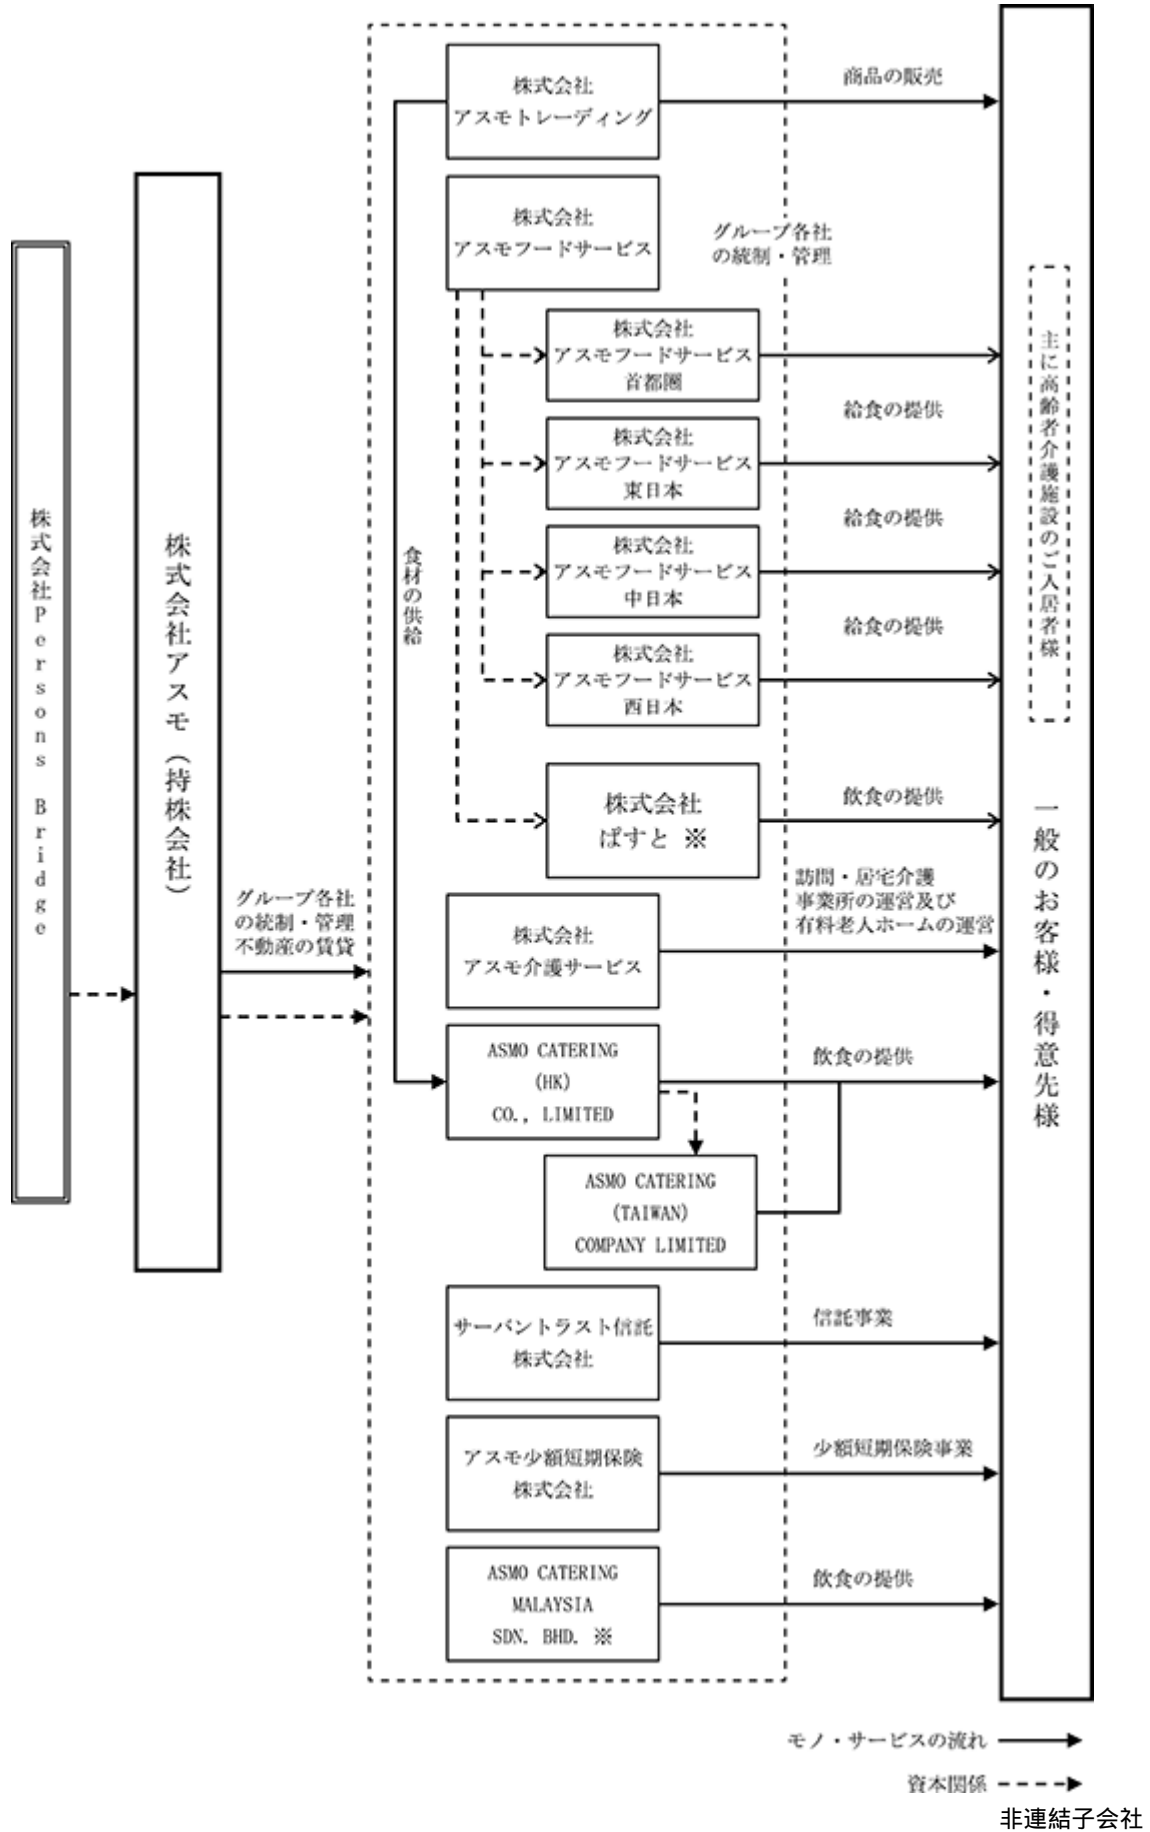 株式会社Persons Bridge
株式会社アスモ（持株会社）
グループ各社
の統制・管理
不動産の賃貸
株式会社
アスモトレーディング
商品の販売
食材の供給
株式会社
アスモフードサービス
グループ各社
の統制・管理
株式会社
アスモフードサービス
首都圏
給食の提供
株式会社
アスモフードサービス
東日本
給食の提供
株式会社
アスモフードサービス
中日本
給食の提供
株式会社
アスモフードサービス
西日本
株式会社
ぱすと ※
飲食の提供
株式会社
アスモ介護サービス
訪問・居宅介護
事業所の運営及び
有料老人ホームの運営
ASMO CATERING
(HK)
CO., LIMITED
飲食の提供
ASMO CATERING
(TAIWAN)
COMPANY LIMITED
サーバントラスト信託
株式会社
信託事業
アスモ少額短期保険
株式会社
少額短期保険事業
ASMO CATERING
MALAYSIA
SDN. BHD. ※
飲食の提供
主に高齢者介護施設のご入居者様
一般のお客様・得意先様
モノ・サービスの流れ
資本関係
非連結子会社